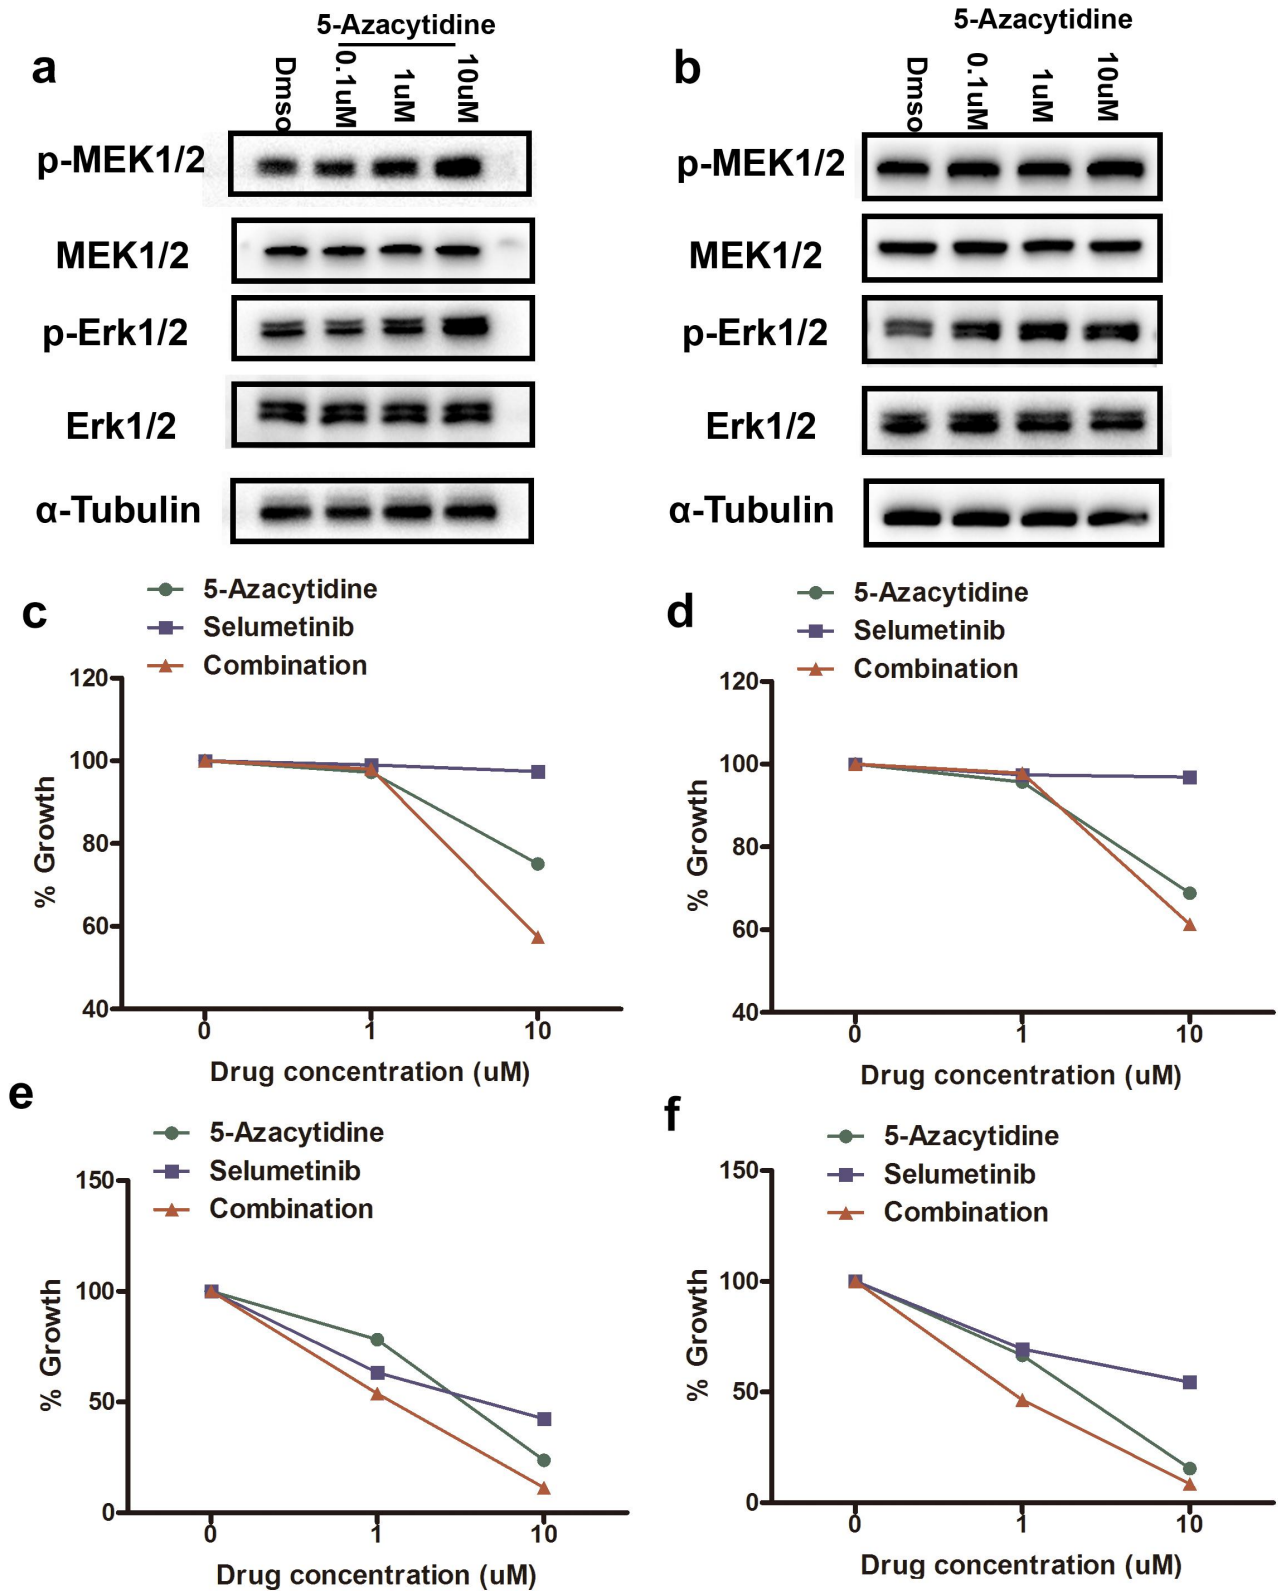 a
5-Azacytidine
Dmso
0.1uM
1uM
10uM
p-MEK1/2
MEK1/2
p-Erk1/2
Erk1/2
α-Tubulin
b
5-Azacytidine
Dmso
0.1uM
1uM
10uM
p-MEK1/2
MEK1/2
p-Erk1/2
Erk1/2
α-Tubulin
c
5-Azacytidine
Selumetinib
Combination
% Growth
120
100
80
60
40
0 1 10
Drug concentration (uM)
d
5-Azacytidine
Selumetinib
Combination
% Growth
120
100
80
60
40
0 1 10
Drug concentration (uM)
e
5-Azacytidine
Selumetinib
Combination
% Growth
150
100
50
0
0 1 10
Drug concentration (uM)
f
5-Azacytidine
Selumetinib
Combination
% Growth
150
100
50
0
0 1 10
Drug concentration (uM)